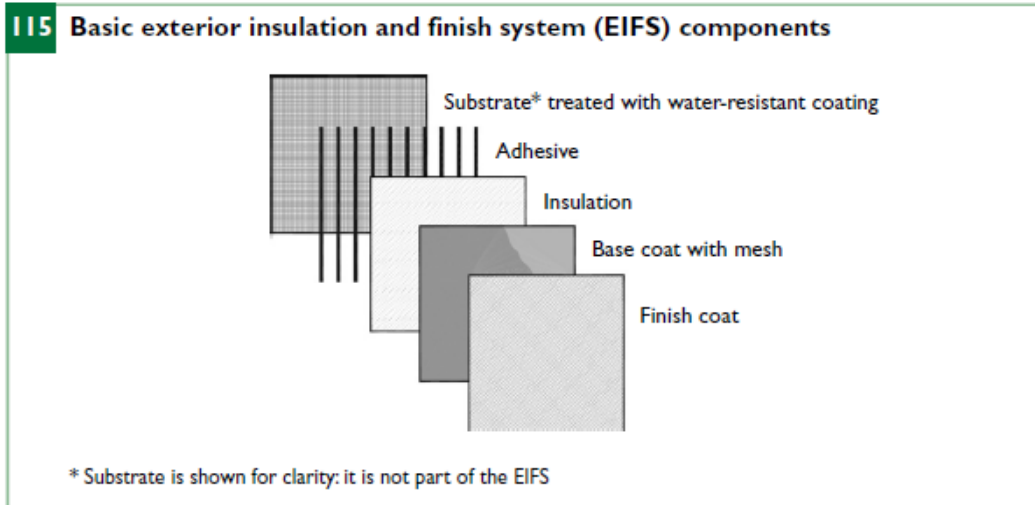 115 Basic exterior insulation and finish system (EIFS) components
Substrate* treated with water-resistant coating
Adhesive
Insulation
Base coat with mesh
Finish coat
* Substrate is shown for clarity: it is not part of the EIFS